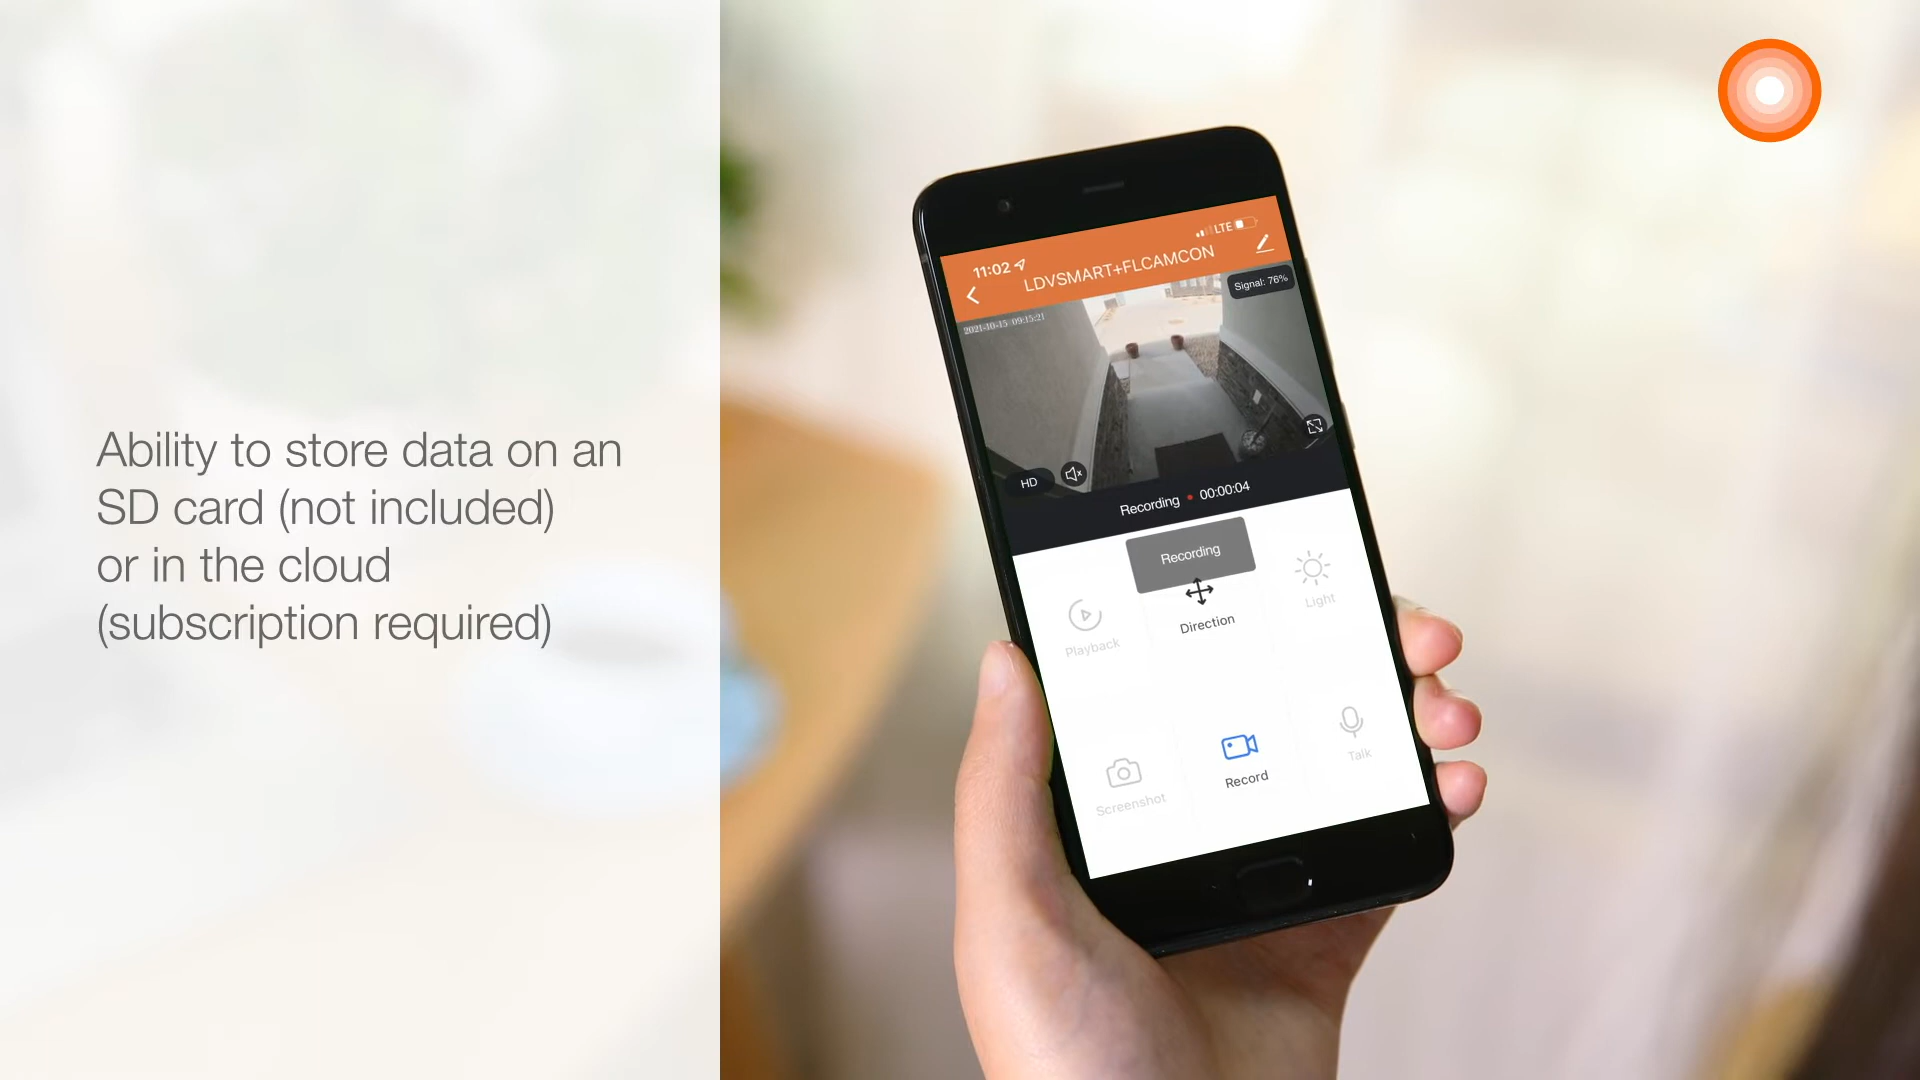 Ability to store data on an
SD card (not included)
or in the cloud
(subscription required)
11:02
LTE
LDVSMART+FLCAMCON
2021-10-15 09:15:21
Signal: 76%
HD
Recording • 00:00:04
Recording
Playback
Direction
Light
Screenshot
Record
Talk